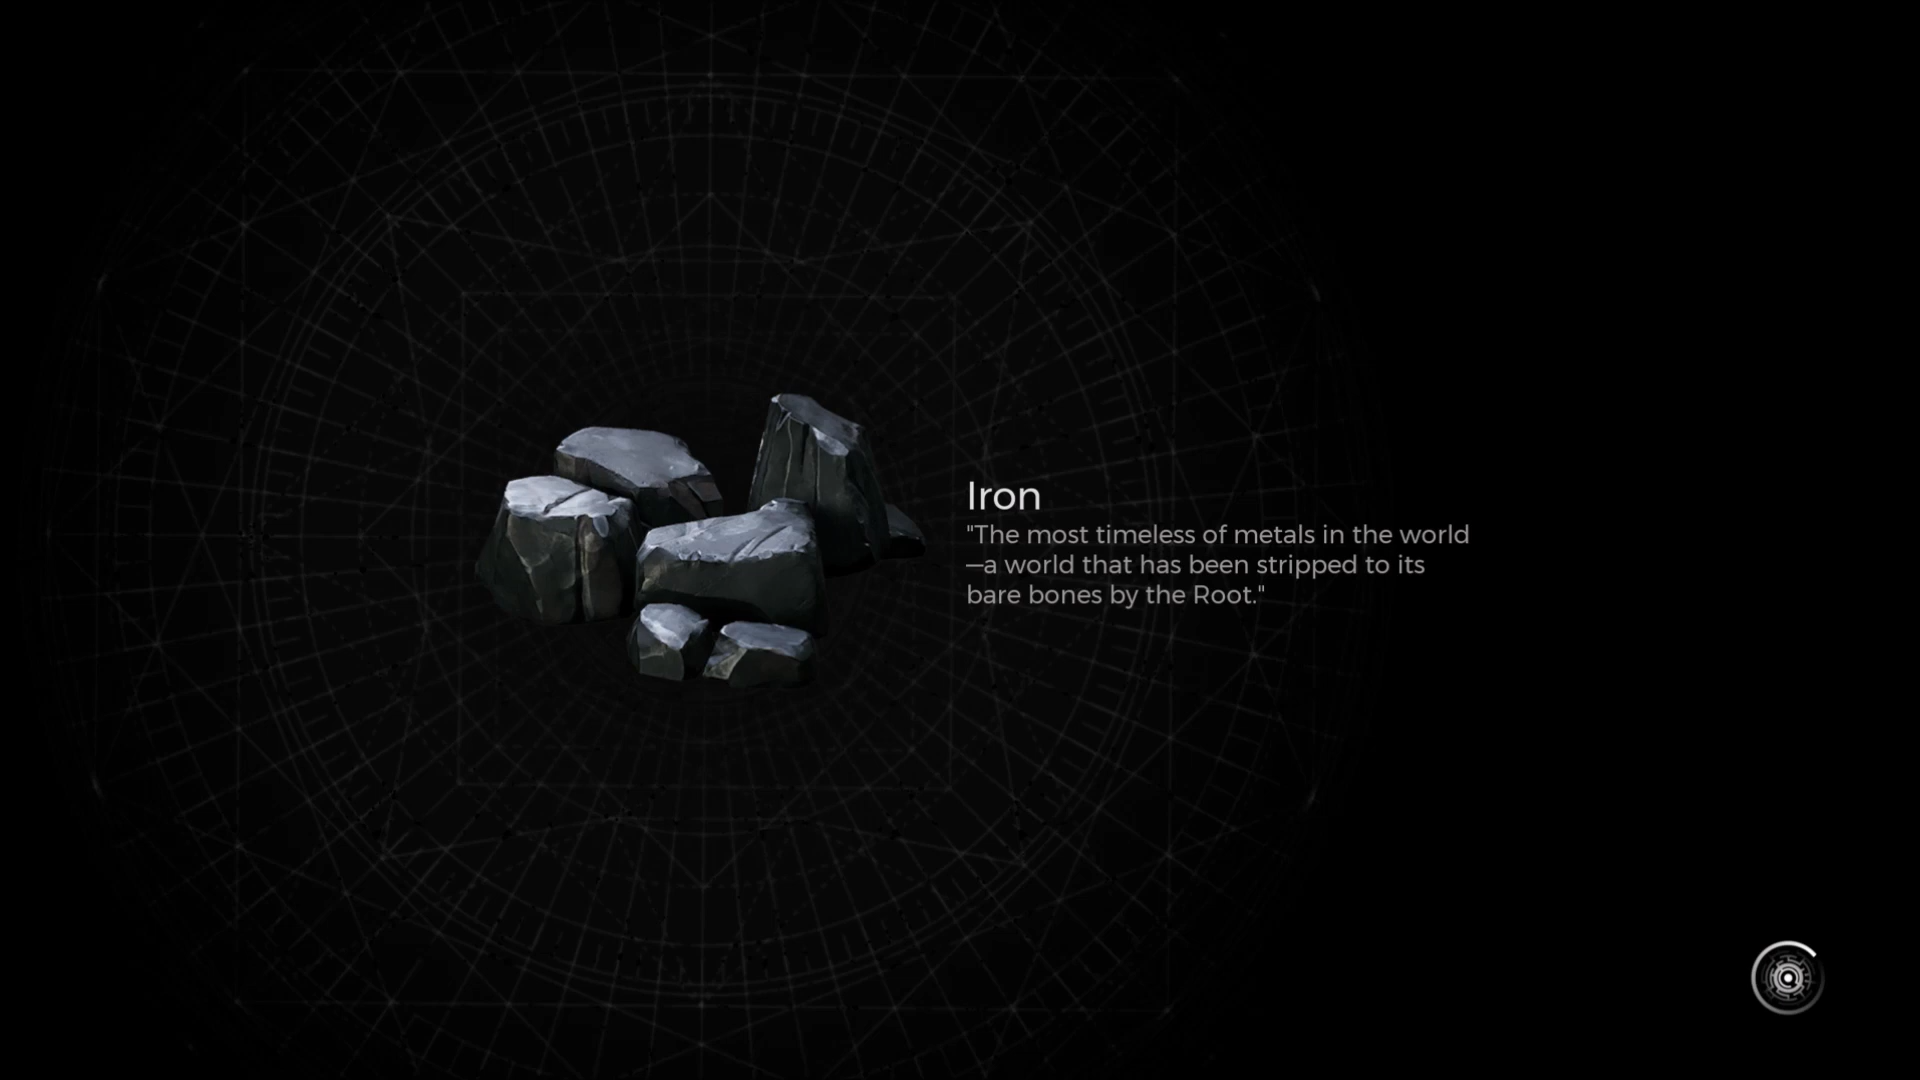 Iron
"The most timeless of metals in the world
—a world that has been stripped to its
bare bones by the Root."